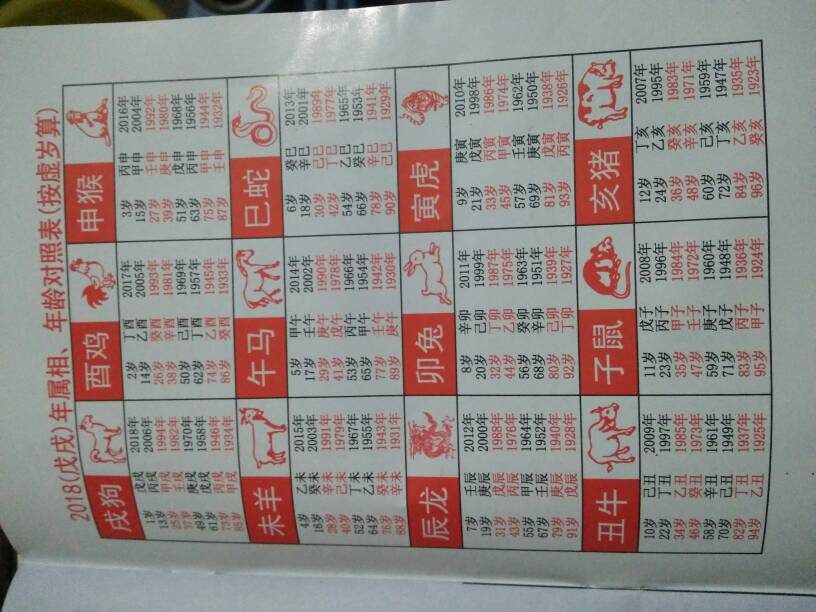 2018(戊戌)年属相、年龄对照表(按虚岁算)
戌狗
1岁 戊戌 2018年
13岁 丙戌 2006年
25岁 甲戌 1994年
37岁 壬戌 1982年
49岁 庚戌 1970年
61岁 戊戌 1958年
73岁 丙戌 1946年
85岁 甲戌 1934年
酉鸡
2岁 丁酉 2017年
14岁 乙酉 2005年
26岁 癸酉 1993年
38岁 辛酉 1981年
50岁 己酉 1969年
62岁 丁酉 1957年
74岁 乙酉 1945年
86岁 癸酉 1933年
申猴
3岁 丙申 2016年
15岁 甲申 2004年
27岁 壬申 1992年
39岁 庚申 1980年
51岁 戊申 1968年
63岁 丙申 1956年
75岁 甲申 1944年
87岁 壬申 1932年
未羊
4岁 乙未 2015年
16岁 癸未 2003年
28岁 辛未 1991年
40岁 己未 1979年
52岁 丁未 1967年
64岁 乙未 1955年
76岁 癸未 1943年
88岁 辛未 1931年
午马
5岁 甲午 2014年
17岁 壬午 2002年
29岁 庚午 1990年
41岁 戊午 1978年
53岁 丙午 1966年
65岁 甲午 1954年
77岁 壬午 1942年
89岁 庚午 1930年
巳蛇
6岁 癸巳 2013年
18岁 辛巳 2001年
30岁 己巳 1989年
42岁 丁巳 1977年
54岁 乙巳 1965年
66岁 癸巳 1953年
78岁 辛巳 1941年
90岁 己巳 1929年
辰龙
7岁 壬辰 2012年
19岁 庚辰 2000年
31岁 戊辰 1988年
43岁 丙辰 1976年
55岁 甲辰 1964年
67岁 壬辰 1952年
79岁 庚辰 1940年
91岁 戊辰 1928年
卯兔
8岁 辛卯 2011年
20岁 己卯 1999年
32岁 丁卯 1987年
44岁 乙卯 1975年
56岁 癸卯 1963年
68岁 辛卯 1951年
80岁 己卯 1939年
92岁 丁卯 1927年
寅虎
9岁 庚寅 2010年
21岁 戊寅 1998年
33岁 丙寅 1986年
45岁 甲寅 1974年
57岁 壬寅 1962年
69岁 庚寅 1950年
81岁 戊寅 1938年
93岁 丙寅 1926年
丑牛
10岁 己丑 2009年
22岁 丁丑 1997年
34岁 乙丑 1985年
46岁 癸丑 1973年
58岁 辛丑 1961年
70岁 己丑 1949年
82岁 丁丑 1937年
94岁 乙丑 1925年
子鼠
11岁 戊子 2008年
23岁 丙子 1996年
35岁 甲子 1984年
47岁 壬子 1972年
59岁 庚子 1960年
71岁 戊子 1948年
83岁 丙子 1936年
95岁 甲子 1924年
亥猪
12岁 丁亥 2007年
24岁 乙亥 1995年
36岁 癸亥 1983年
48岁 辛亥 1971年
60岁 己亥 1959年
72岁 丁亥 1947年
84岁 乙亥 1935年
96岁 癸亥 1923年